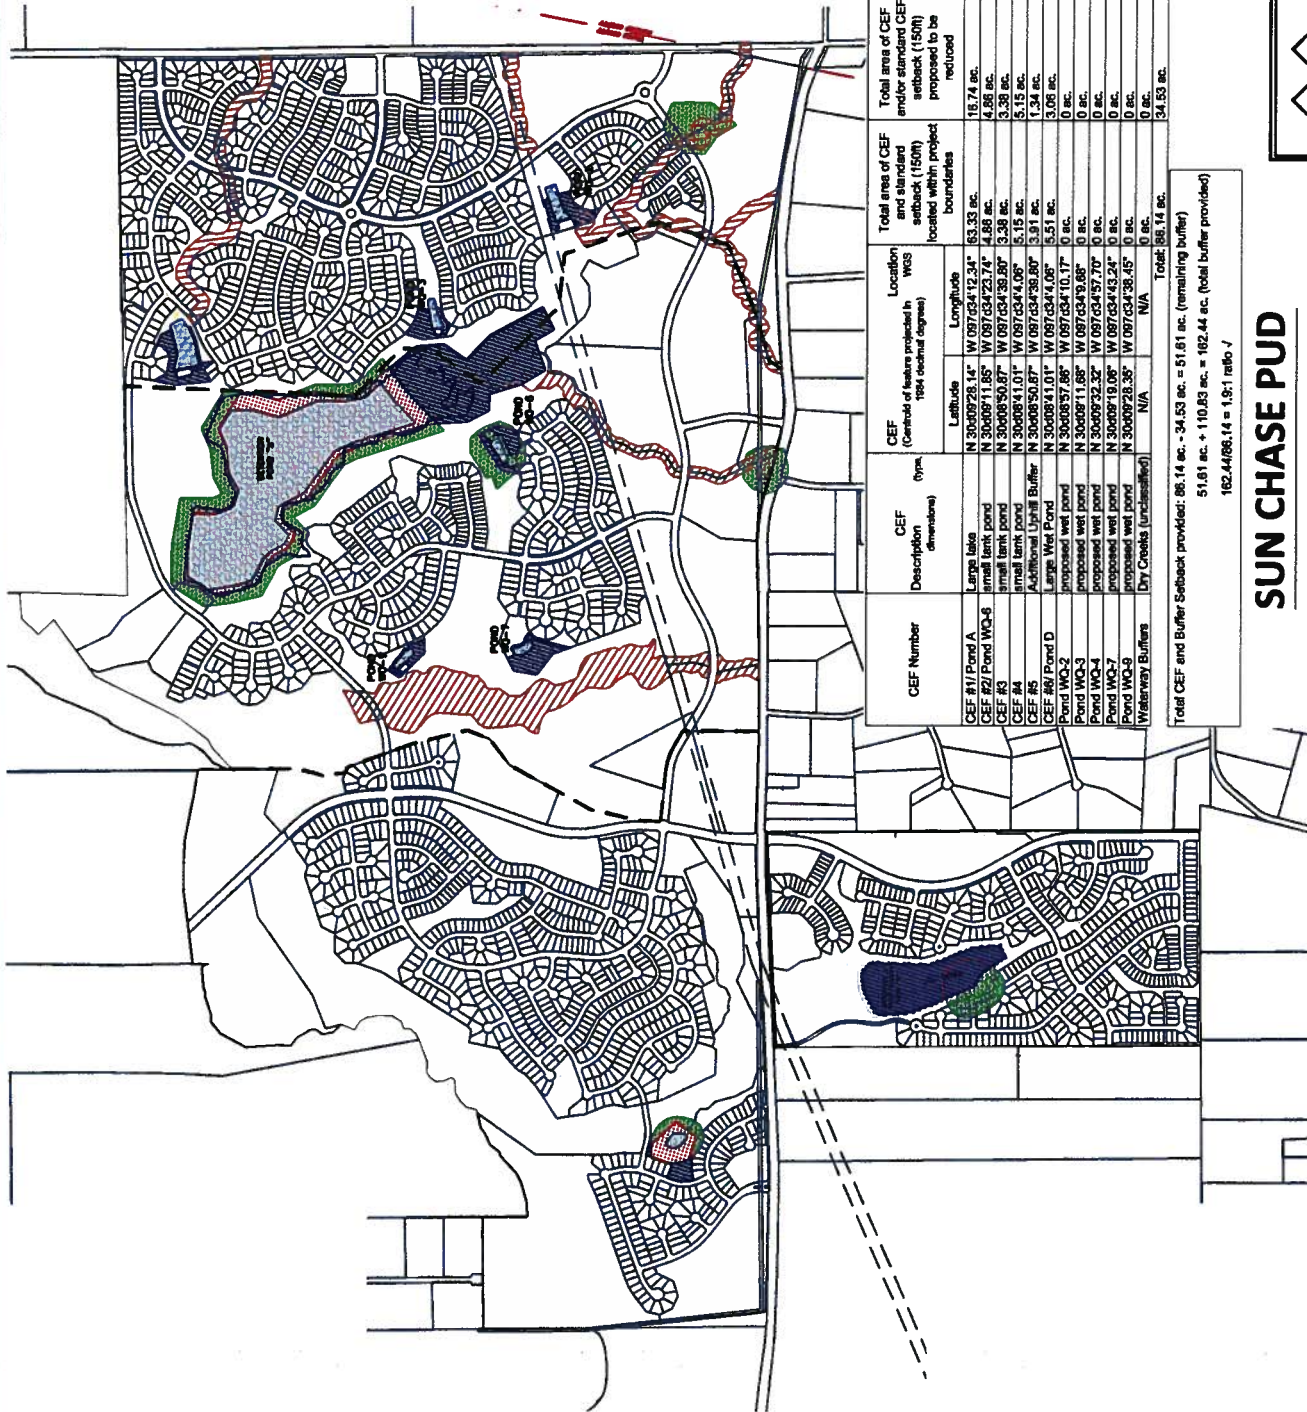 CEF Number
CEF Description (type, dimensions)
CEF Location
(Centroid of feature projected in WGS 1984 decimal degrees)
Latitude Longitude
Total area of CEF and standard setback (150ft) located within project boundaries
Total area of CEF and/or standard CEF setback (150ft) proposed to be reduced
CEF #1/ Pond A Large lake N 30d09'28.14" W 097d34'12.34" 63.33 ac. 16.74 ac.
CEF #2/ Pond WQ-6 small tank pond N 30d09'11.85" W 097d34'23.74" 4.86 ac. 4.86 ac.
CEF #3 small tank pond N 30d08'50.87" W 097d34'39.80" 3.38 ac. 3.38 ac.
CEF #4 small tank pond N 30d08'41.01" W 097d34'4.06" 5.15 ac. 5.15 ac.
CEF #5 Additional Uphill Buffer N 30d08'50.87" W 097d34'39.80" 3.91 ac. 1.34 ac.
CEF #6/ Pond D Large Wet Pond N 30d08'41.01" W 097d34'4.06" 5.51 ac. 3.06 ac.
Pond WQ-2 proposed wet pond N 30d08'57.86" W 097d34'10.17" 0 ac. 0 ac.
Pond WQ-3 proposed wet pond N 30d09'11.68" W 097d34'9.68" 0 ac. 0 ac.
Pond WQ-4 proposed wet pond N 30d09'32.32" W 097d34'57.70" 0 ac. 0 ac.
Pond WQ-7 proposed wet pond N 30d09'19.06" W 097d34'43.24" 0 ac. 0 ac.
Pond WQ-9 proposed wet pond N 30d09'28.35" W 097d34'38.45" 0 ac. 0 ac.
Waterway Buffers Dry Creeks (unclassified) N/A N/A 0 ac. 0 ac.
Total: 86.14 ac. 34.53 ac.
Total CEF and Buffer Setback provided: 86.14 ac. - 34.53 ac. = 51.61 ac. (remaining buffer)
51.61 ac. + 110.83 ac. = 162.44 ac. (total buffer provided)
162.44/86.14 = 1.9:1 ratio √
SUN CHASE PUD
POND
WQ-6
POND